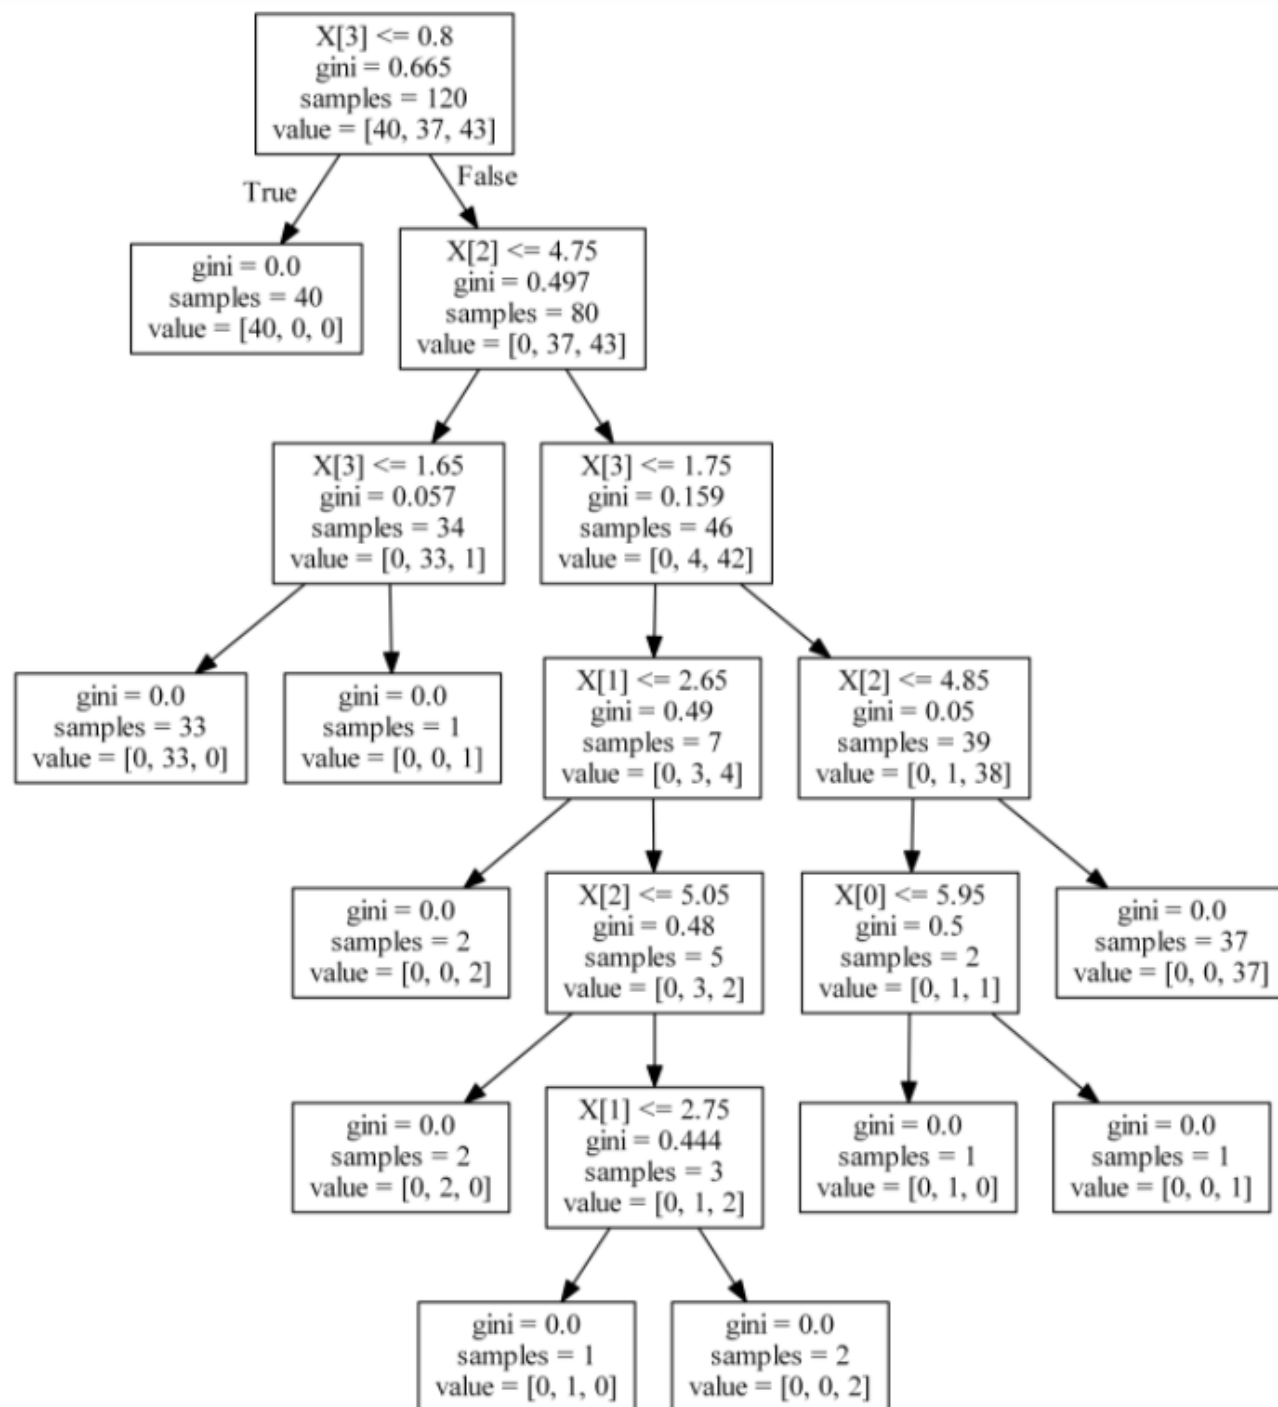 X[3] <= 0.8
gini = 0.665
samples = 120
value = [40, 37, 43]
True
False
gini = 0.0
samples = 40
value = [40, 0, 0]
X[2] <= 4.75
gini = 0.497
samples = 80
value = [0, 37, 43]
X[3] <= 1.65
gini = 0.057
samples = 34
value = [0, 33, 1]
X[3] <= 1.75
gini = 0.159
samples = 46
value = [0, 4, 42]
gini = 0.0
samples = 33
value = [0, 33, 0]
gini = 0.0
samples = 1
value = [0, 0, 1]
X[1] <= 2.65
gini = 0.49
samples = 7
value = [0, 3, 4]
X[2] <= 4.85
gini = 0.05
samples = 39
value = [0, 1, 38]
gini = 0.0
samples = 2
value = [0, 0, 2]
X[2] <= 5.05
gini = 0.48
samples = 5
value = [0, 3, 2]
X[0] <= 5.95
gini = 0.5
samples = 2
value = [0, 1, 1]
gini = 0.0
samples = 37
value = [0, 0, 37]
gini = 0.0
samples = 2
value = [0, 2, 0]
X[1] <= 2.75
gini = 0.444
samples = 3
value = [0, 1, 2]
gini = 0.0
samples = 1
value = [0, 1, 0]
gini = 0.0
samples = 1
value = [0, 0, 1]
gini = 0.0
samples = 1
value = [0, 1, 0]
gini = 0.0
samples = 2
value = [0, 0, 2]